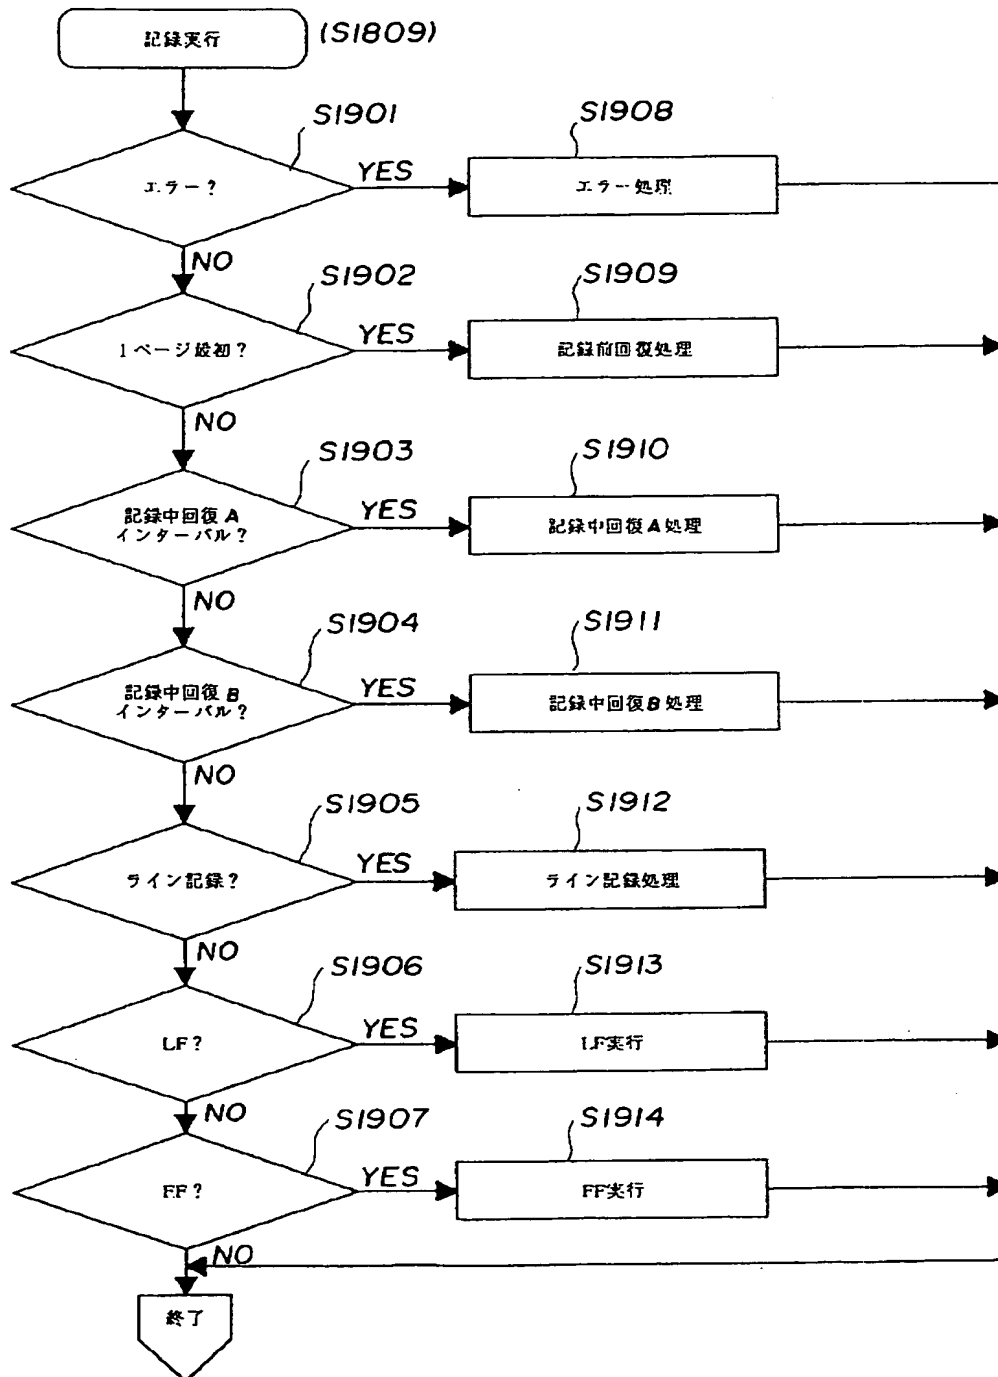 記録実行
(S1809)
S1901
エラー?
YES
S1908
エラー処理
NO
S1902
1ページ最初?
YES
S1909
記録前回復処理
NO
S1903
記録中回復A
インターバル?
YES
S1910
記録中回復A処理
NO
S1904
記録中回復B
インターバル?
YES
S1911
記録中回復B処理
NO
S1905
ライン記録?
YES
S1912
ライン記録処理
NO
S1906
LF?
YES
S1913
LF実行
NO
S1907
FF?
YES
S1914
FF実行
NO
終了